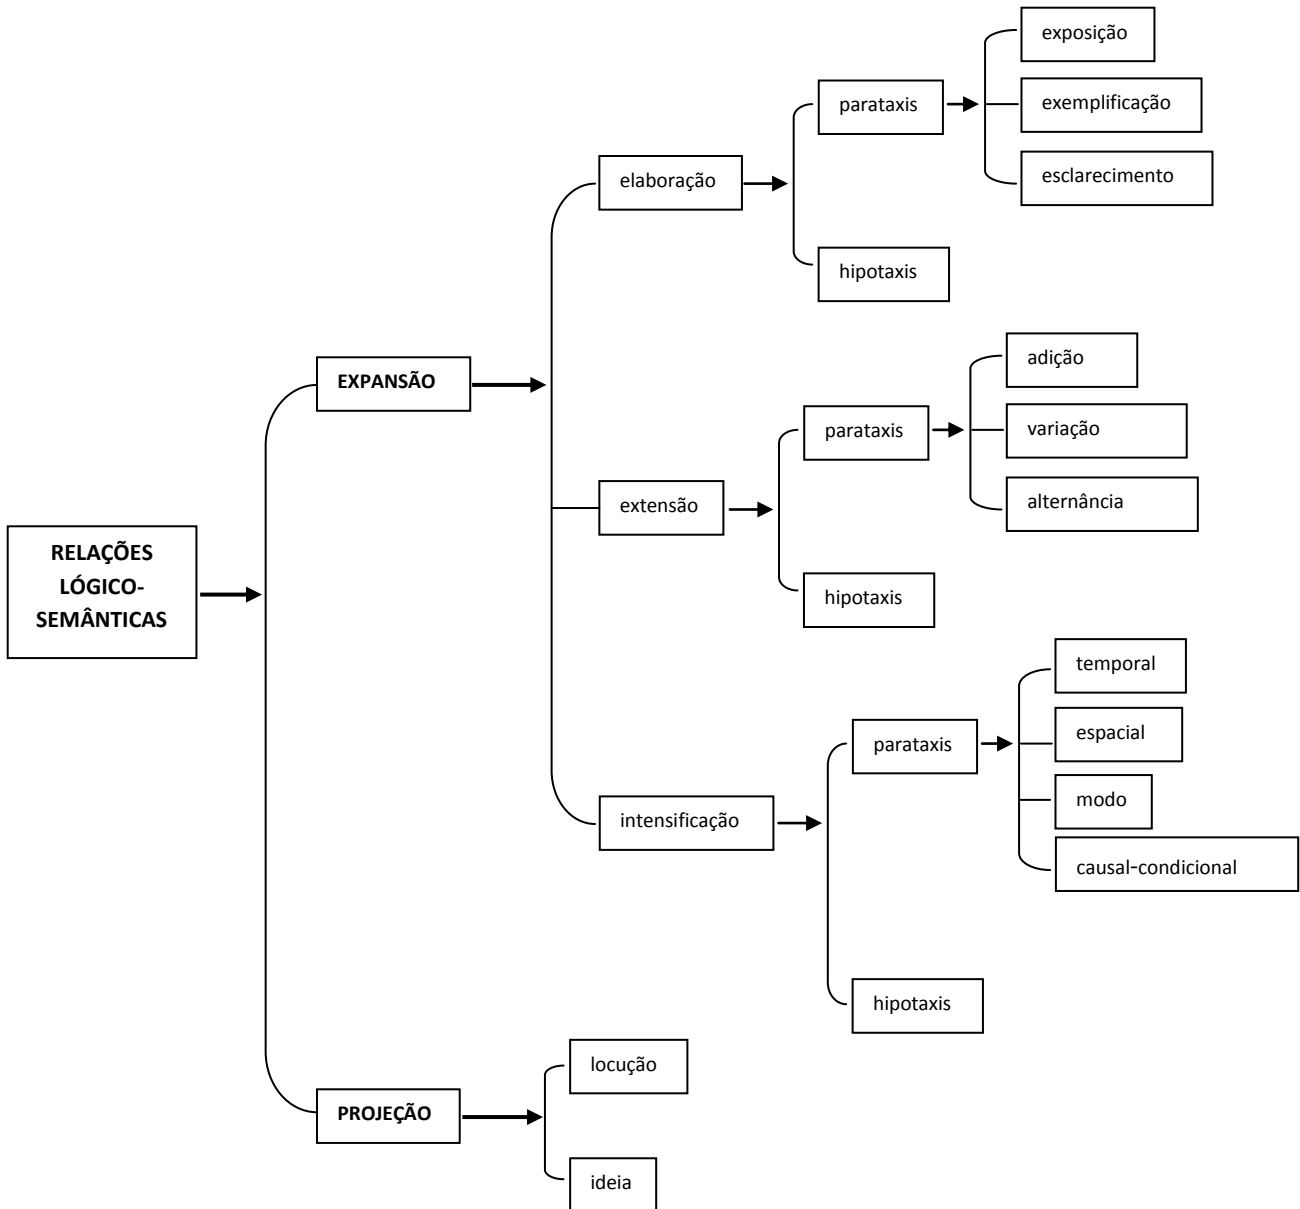 exposição
parataxis
exemplificação
elaboração
esclarecimento
hipotaxis
EXPANSÃO
adição
parataxis
variação
extensão
alternância
RELAÇÕES
LÓGICO-
SEMÂNTICAS
hipotaxis
temporal
parataxis
espacial
intensificação
modo
causal-condicional
hipotaxis
locução
PROJEÇÃO
ideia